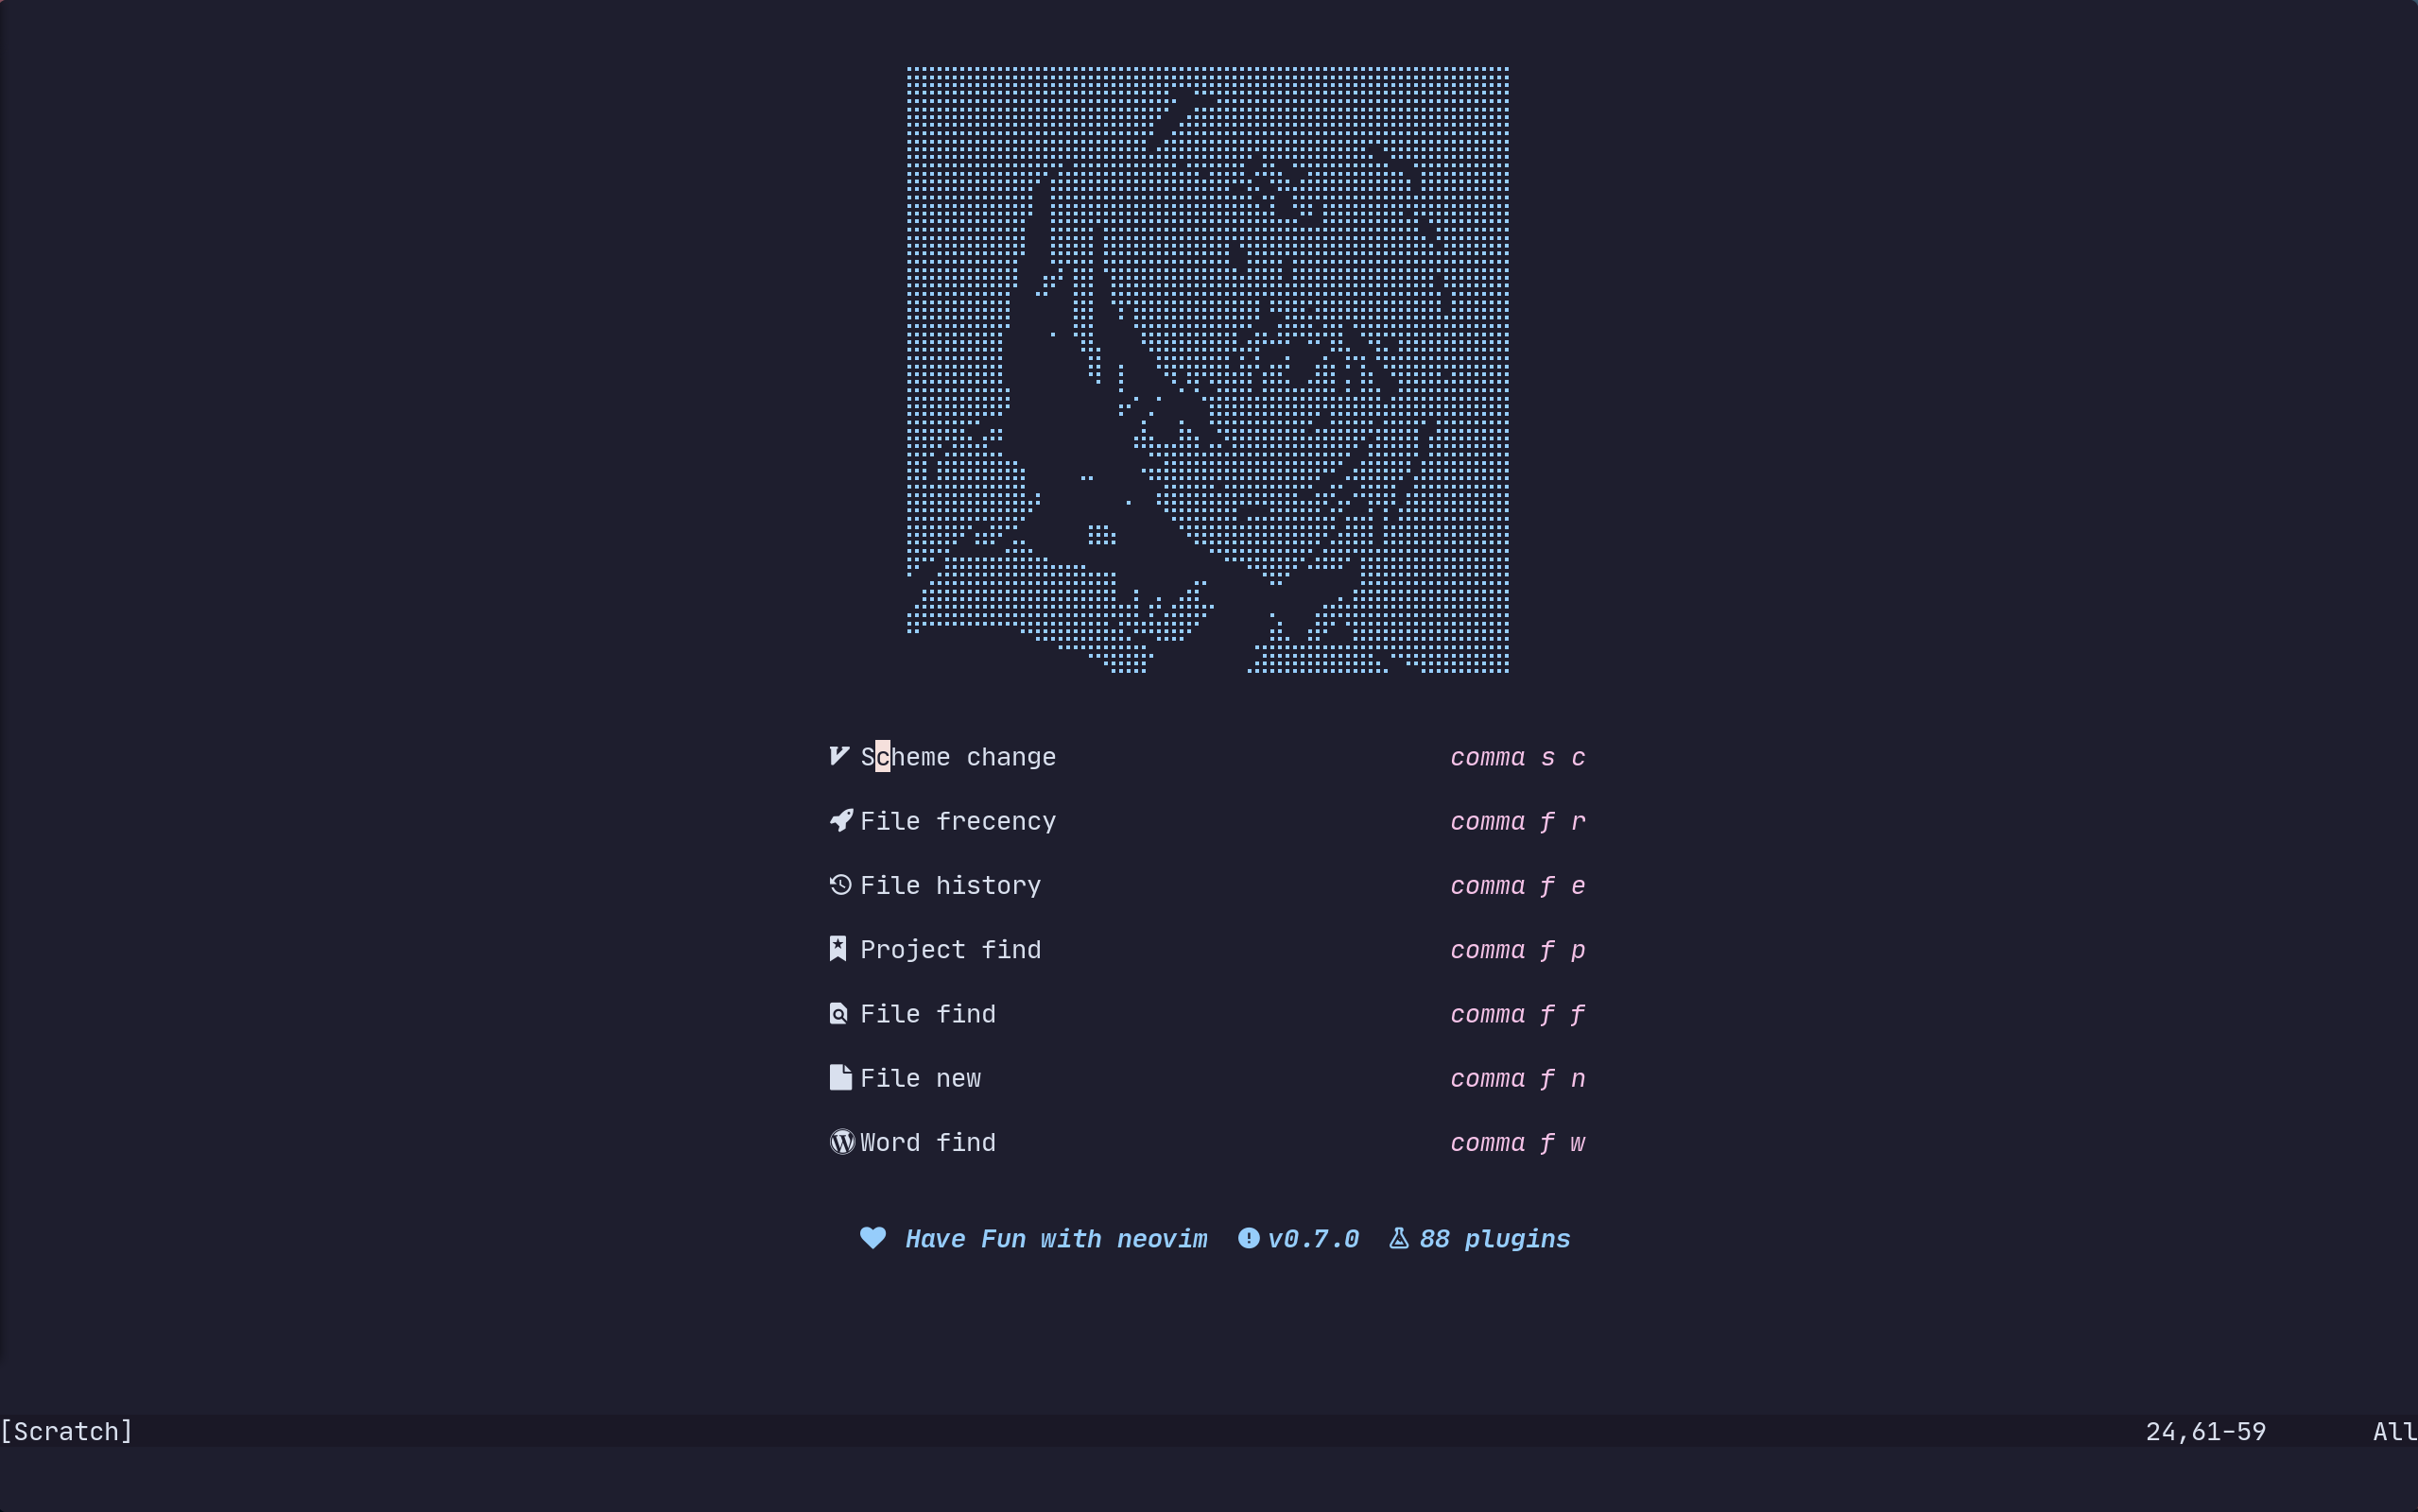 Scheme change comma s c
File frecency comma f r
File history comma f e
Project find comma f p
File find comma f f
File new comma f n
Word find comma f w
Have Fun with neovim v0.7.0 88 plugins
[Scratch] 24,61-59 All